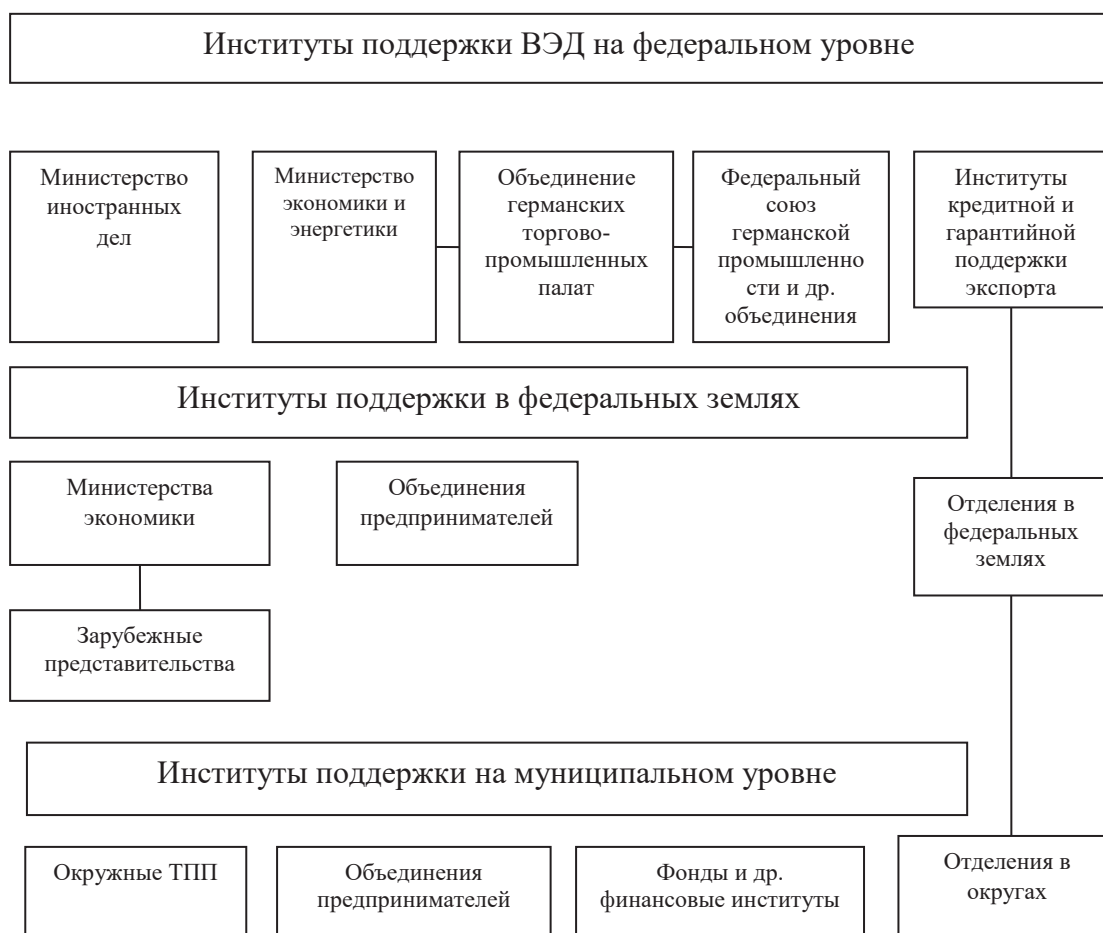 Институты поддержки ВЭД на федеральном уровне
Министерство
иностранных
дел
Министерство
экономики и
энергетики
Объединение
германских
торгово-
промышленных
палат
Федеральный
союз
германской
промышленно
сти и др.
объединения
Институты
кредитной и
гарантийной
поддержки
экспорта
Институты поддержки в федеральных землях
Министерства
экономики
Объединения
предпринимателей
Отделения в
федеральных
землях
Зарубежные
представительства
Институты поддержки на муниципальном уровне
Окружные ТПП
Объединения
предпринимателей
Фонды и др.
финансовые институты
Отделения в
округах